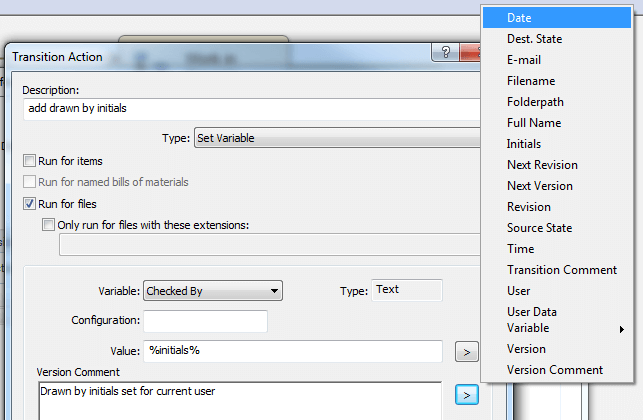 Transition Action
Description:
add drawn by initials
Type: Set Variable
Run for items
Run for named bills of materials
Run for files
Only run for files with these extensions:
Variable: Checked By Type: Text
Configuration:
Value: %initials% >
Version Comment
Drawn by initials set for current user >
Date
Dest. State
E-mail
Filename
Folderpath
Full Name
Initials
Next Revision
Next Version
Revision
Source State
Time
Transition Comment
User
User Data
Variable
Version
Version Comment